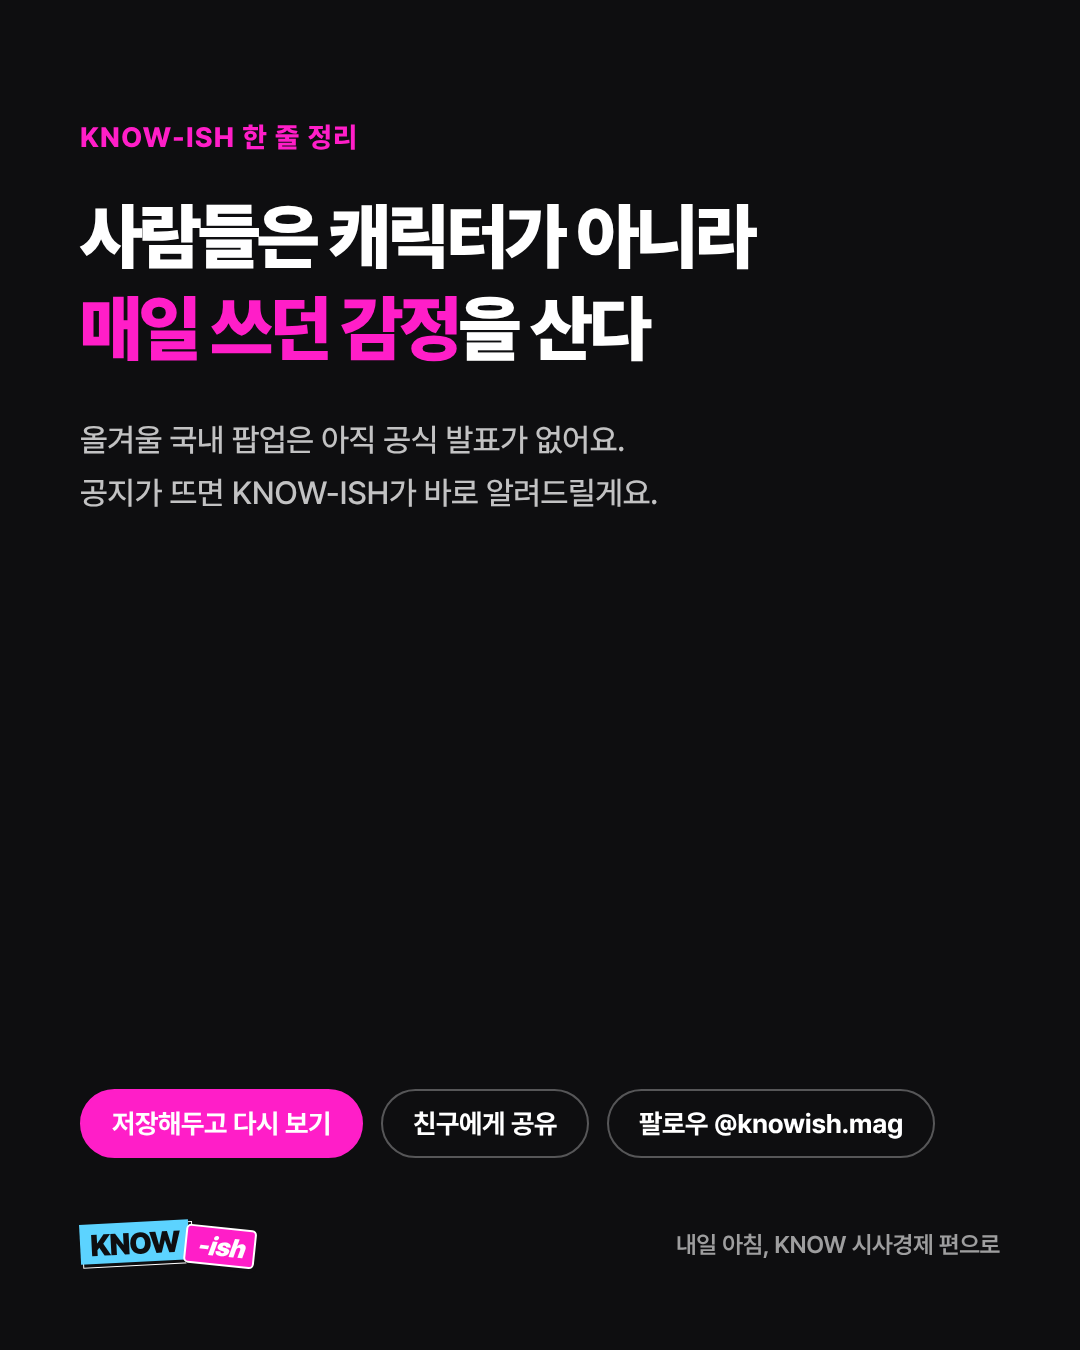 KNOW-ISH 한 줄 정리
사람들은 캐릭터가 아니라
매일 쓰던 감정을 산다
올겨울 국내 팝업은 아직 공식 발표가 없어요.
공지가 뜨면 KNOW-ISH가 바로 알려드릴게요.
저장해두고 다시 보기
친구에게 공유
팔로우 @knowish.mag
KNOW -ish
내일 아침, KNOW 시사경제 편으로